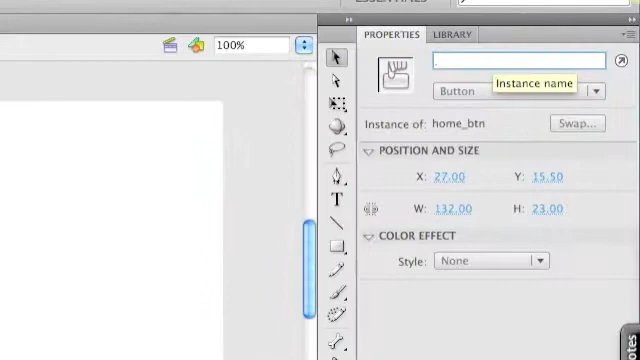 PROPERTIES LIBRARY
100%
Instance name
Button
Instance of: home_btn Swap...
POSITION AND SIZE
X: 27.00 Y: 15.50
W: 132.00 H: 23.00
COLOR EFFECT
Style: None
T